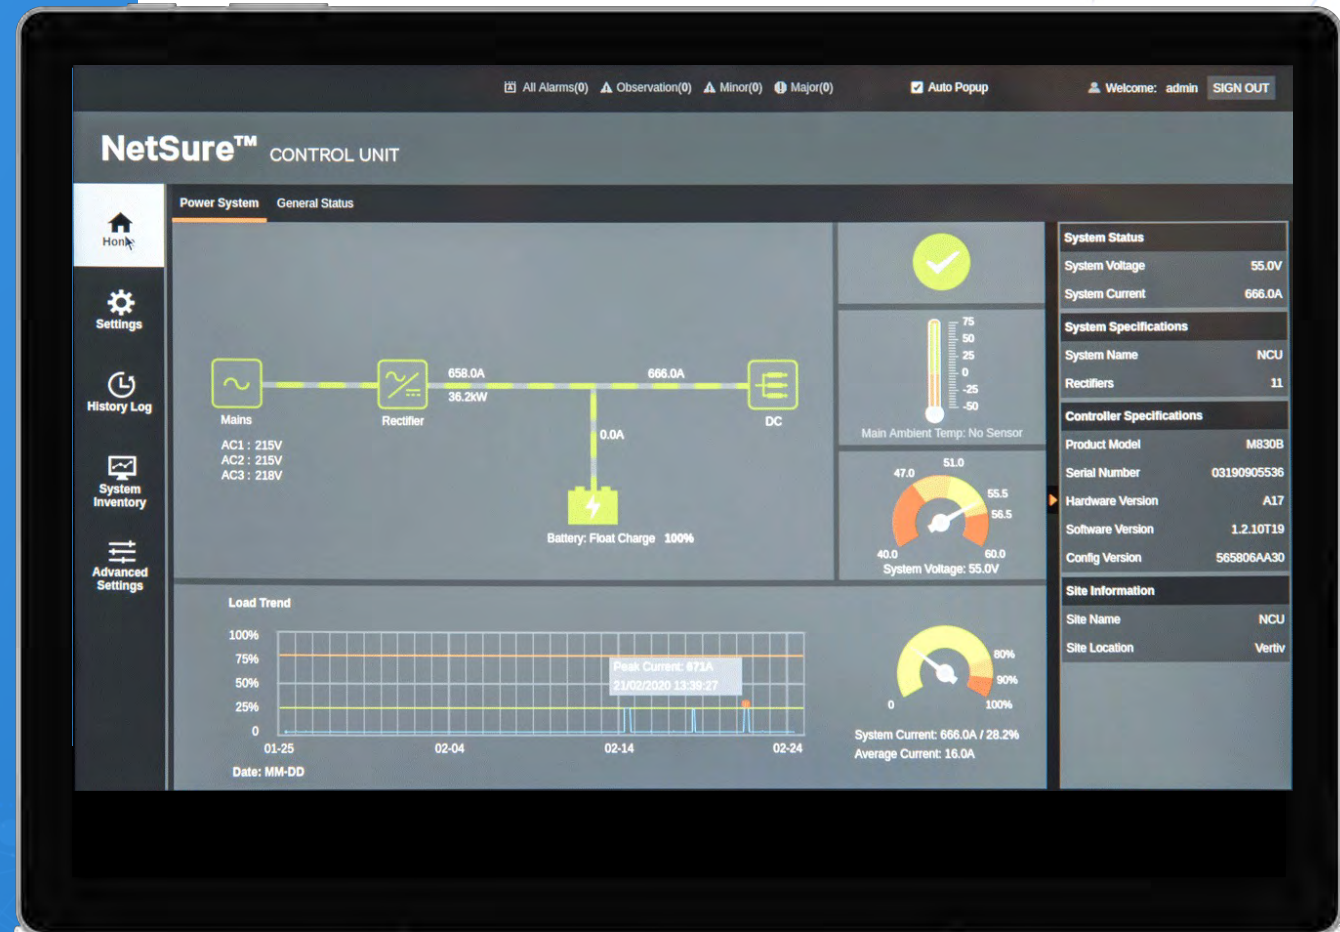 All Alarms(0) Observation(0) Minor(0) Major(0) Auto Popup Welcome: admin SIGN OUT
NetSure™ CONTROL UNIT
Power System General Status
Home
Settings
History Log
System
Inventory
Advanced
Settings
658.0A 666.0A
36.2kW
Mains Rectifier DC
AC1 : 215V
AC2 : 215V
AC3 : 218V
0.0A
Battery: Float Charge 100%
75
50
25
0
-25
-50
Main Ambient Temp: No Sensor
51.0
47.0
55.5
56.5
40.0 60.0
System Voltage: 55.0V
Load Trend
100%
75%
50%
25%
0
Peak Current: 671A
21/02/2020 13:39:27
01-25 02-04 02-14 02-24
Date: MM-DD
80%
90%
0 100%
System Current: 666.0A / 28.2%
Average Current: 16.0A
System Status
System Voltage 55.0V
System Current 666.0A
System Specifications
System Name NCU
Rectifiers 11
Controller Specifications
Product Model M830B
Serial Number 03190905536
Hardware Version A17
Software Version 1.2.10T19
Config Version 565806AA30
Site Information
Site Name NCU
Site Location Vertiv